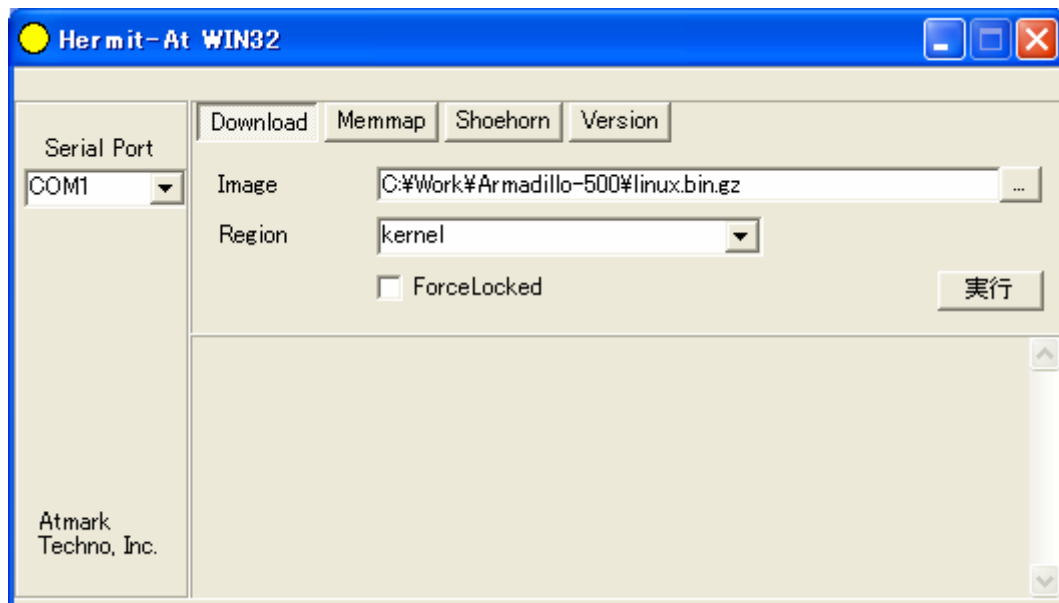 Hermit-At WIN32
Serial Port
COM1
Download Memmap Shoehorn Version
Image C:¥Work¥Armadillo-500¥linux.bin.gz ...
Region kernel
ForceLocked 実行
Atmark
Techno, Inc.